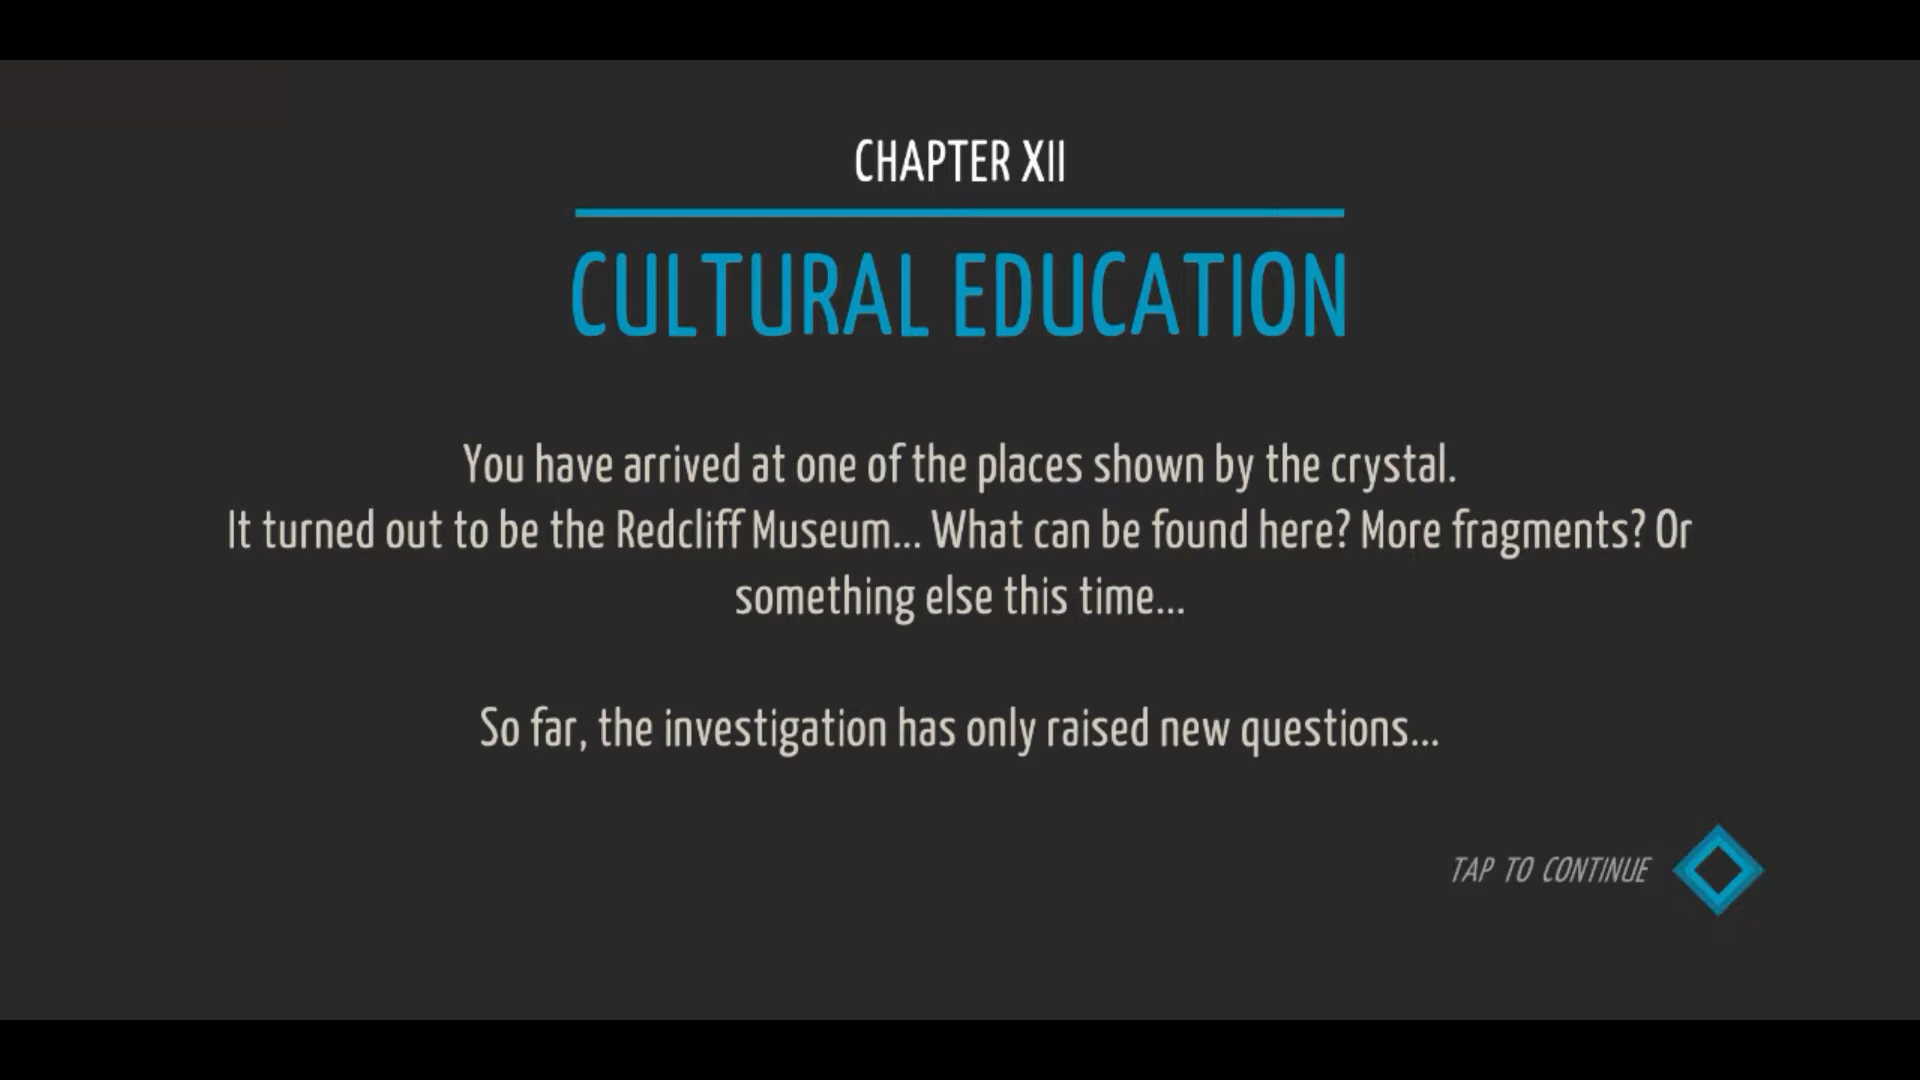 CHAPTER XII
CULTURAL EDUCATION
You have arrived at one of the places shown by the crystal.
It turned out to be the Redcliff Museum... What can be found here? More fragments? Or
something else this time...
So far, the investigation has only raised new questions...
TAP TO CONTINUE